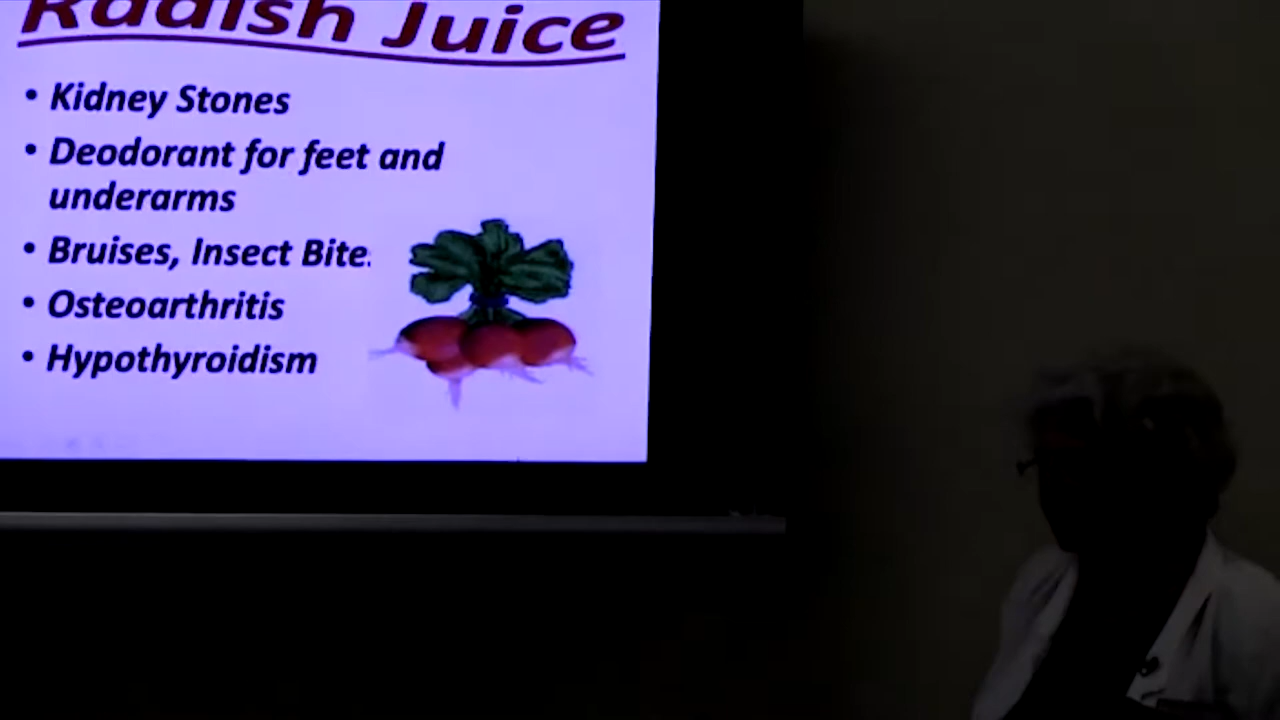 Radish Juice
• Kidney Stones
• Deodorant for feet and
underarms
• Bruises, Insect Bite
• Osteoarthritis
• Hypothyroidism